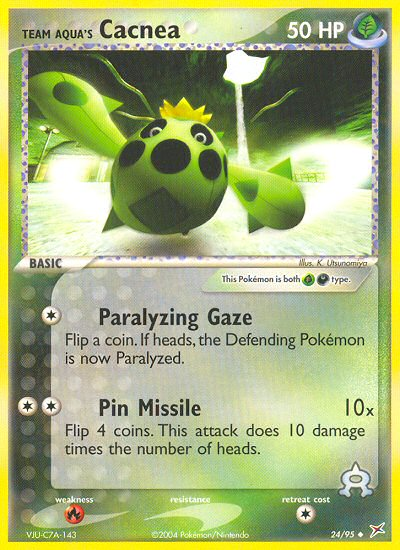 TEAM AQUA'S Cacnea 50 HP
BASIC
Illus. K. Utsunomiya
This Pokémon is both type.
Paralyzing Gaze
Flip a coin. If heads, the Defending Pokémon
is now Paralyzed.
Pin Missile 10x
Flip 4 coins. This attack does 10 damage
times the number of heads.
weakness resistance retreat cost
VJU-C7A-143 ©2004 Pokémon/Nintendo 24/95